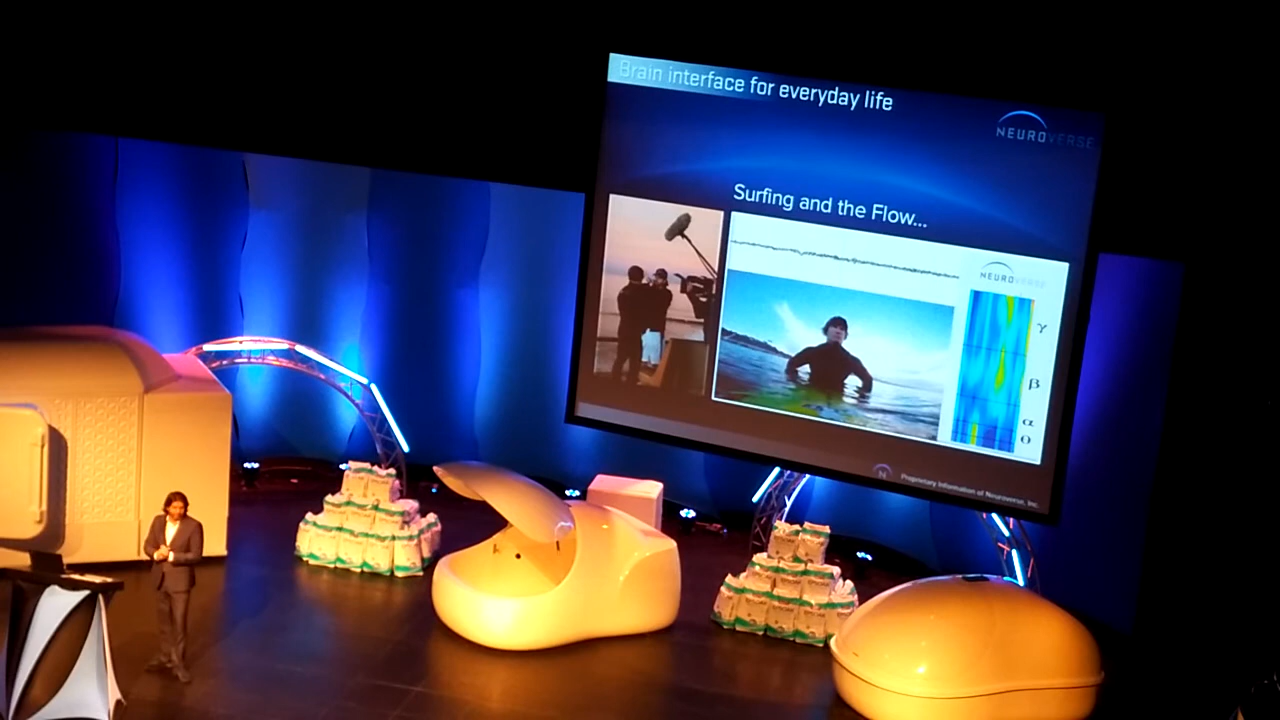 Brain interface for everyday life
NEUROVERSE
Surfing and the Flow...
NEUROVERSE
γ
β
α
θ
N
Proprietary Information of Neuroverse, Inc.